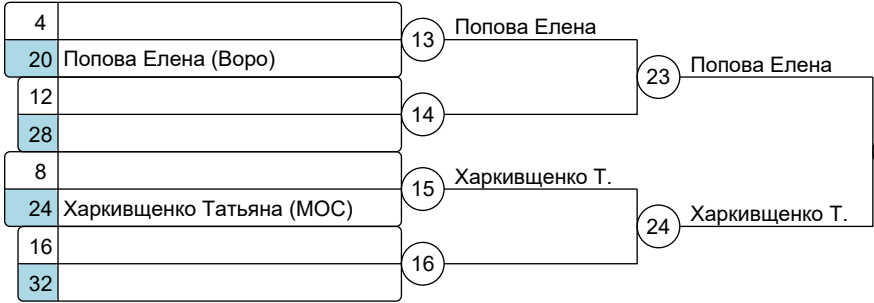 4
20 Попова Елена (Воро)
12
28
8
24 Харкивщенко Татьяна (МОС)
16
32
13
14
15
16
Попова Елена
Харкивщенко Т.
23
24
Попова Елена
Харкивщенко Т.